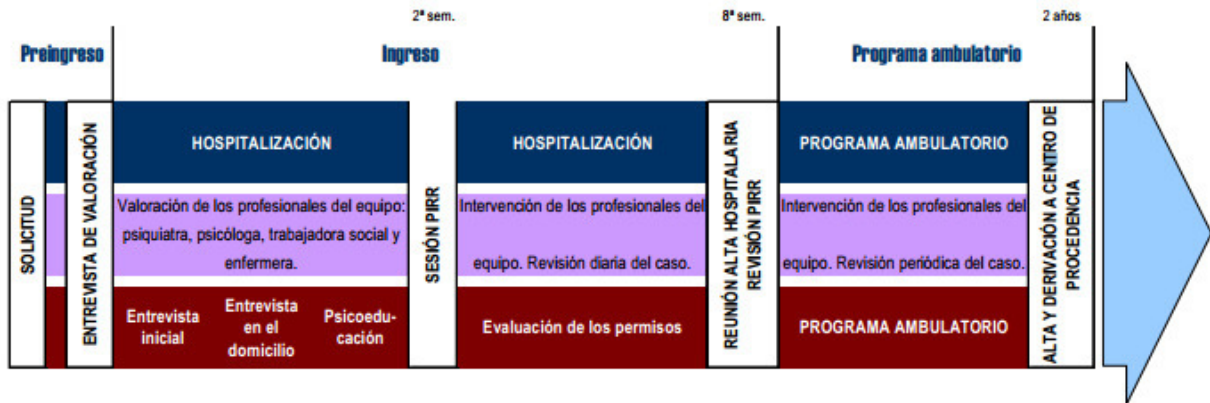 2ª sem.
8ª sem.
2 años
Preingreso
Ingreso
Programa ambulatorio
SOLICITUD
ENTREVISTA DE VALORACIÓN
HOSPITALIZACIÓN
Valoración de los profesionales del equipo:
psiquiatra, psicóloga, trabajadora social y
enfermera.
Entrevista
inicial
Entrevista
en el
domicilio
Psicoedu-
cación
SESIÓN PIRR
HOSPITALIZACIÓN
Intervención de los profesionales del
equipo. Revisión diaria del caso.
Evaluación de los permisos
REUNIÓN ALTA HOSPITALARIA
REVISIÓN PIRR
PROGRAMA AMBULATORIO
Intervención de los profesionales del
equipo. Revisión periódica del caso.
PROGRAMA AMBULATORIO
ALTA Y DERIVACIÓN A CENTRO DE
PROCEDENCIA